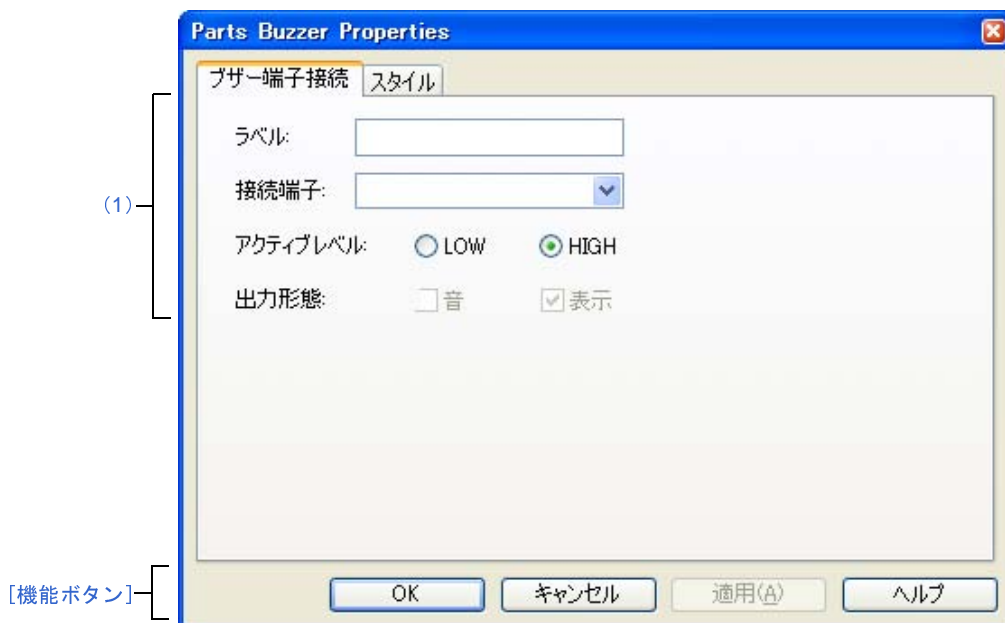 Parts Buzzer Properties
ブザー端子接続 スタイル
ラベル:
(1)
接続端子:
アクティブレベル: LOW HIGH
出力形態: 音 表示
[機能ボタン]
OK キャンセル 適用(A) ヘルプ